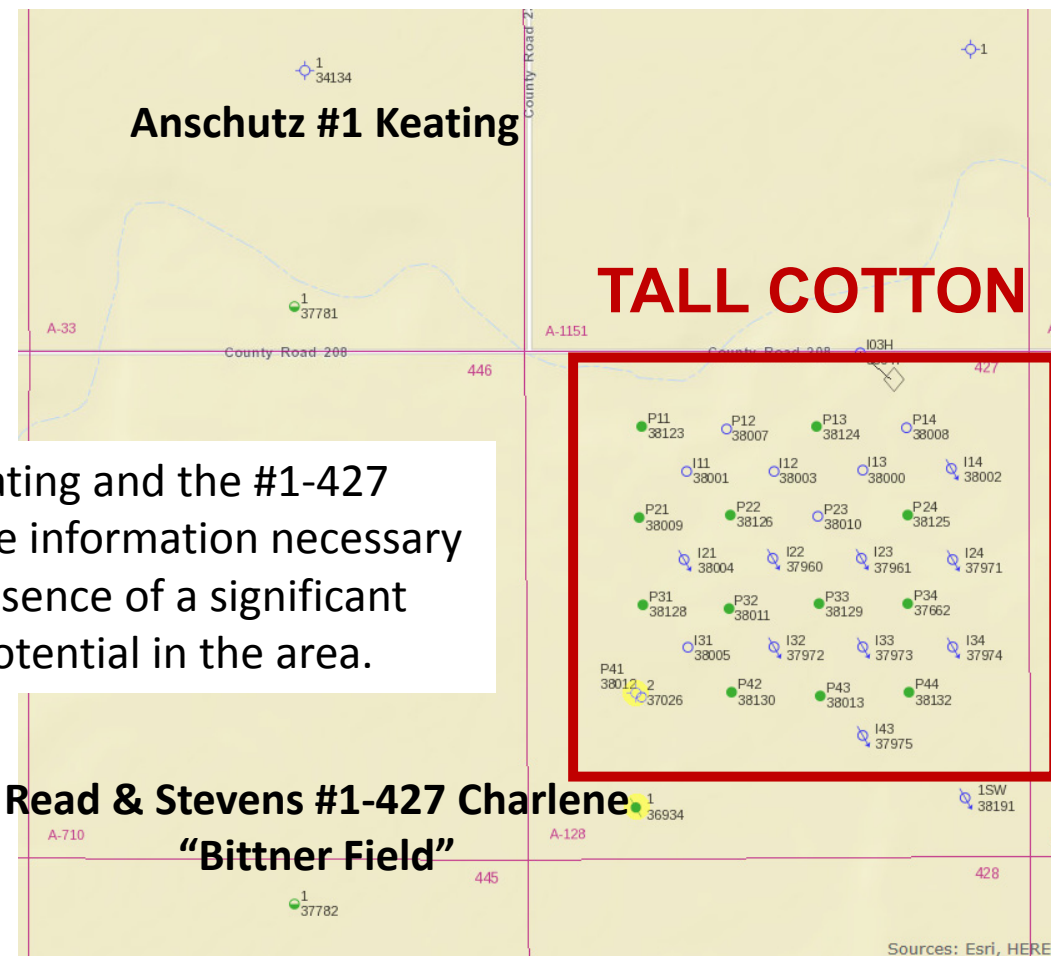 County Road 2
1
34134
1
Anschutz #1 Keating
TALL COTTON
1
37781
A-33
A-1151
County Road 208
County Road 208
I03H
446
427
P11
38123
P12
38007
P13
38124
P14
38008
I11
38001
I12
38003
I13
38000
I14
38002
ating and the #1-427
e information necessary
sence of a significant
otential in the area.
P21
38009
P22
38126
P23
38010
P24
38125
I21
38004
I22
37960
I23
37961
I24
37971
P31
38128
P32
38011
P33
38129
P34
37662
I31
38005
I32
37972
I33
37973
I34
37974
P41
38012
2
37026
P42
38130
P43
38013
P44
38132
I43
37975
Read & Stevens #1-427 Charlene
"Bittner Field"
1
36934
1SW
38191
A-710
A-128
445
428
1
37782
Sources: Esri, HERE